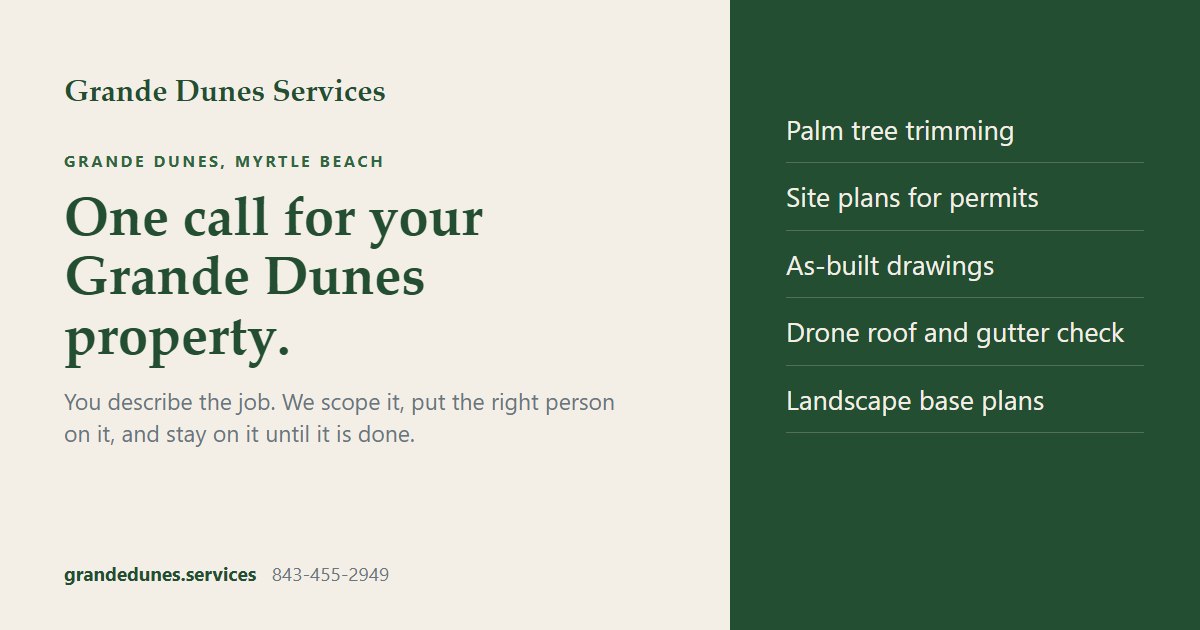 Grande Dunes Services
GRANDE DUNES, MYRTLE BEACH
One call for your
Grande Dunes
property.
You describe the job. We scope it, put the right person
on it, and stay on it until it is done.
grandedunes.services 843-455-2949
Palm tree trimming
Site plans for permits
As-built drawings
Drone roof and gutter check
Landscape base plans